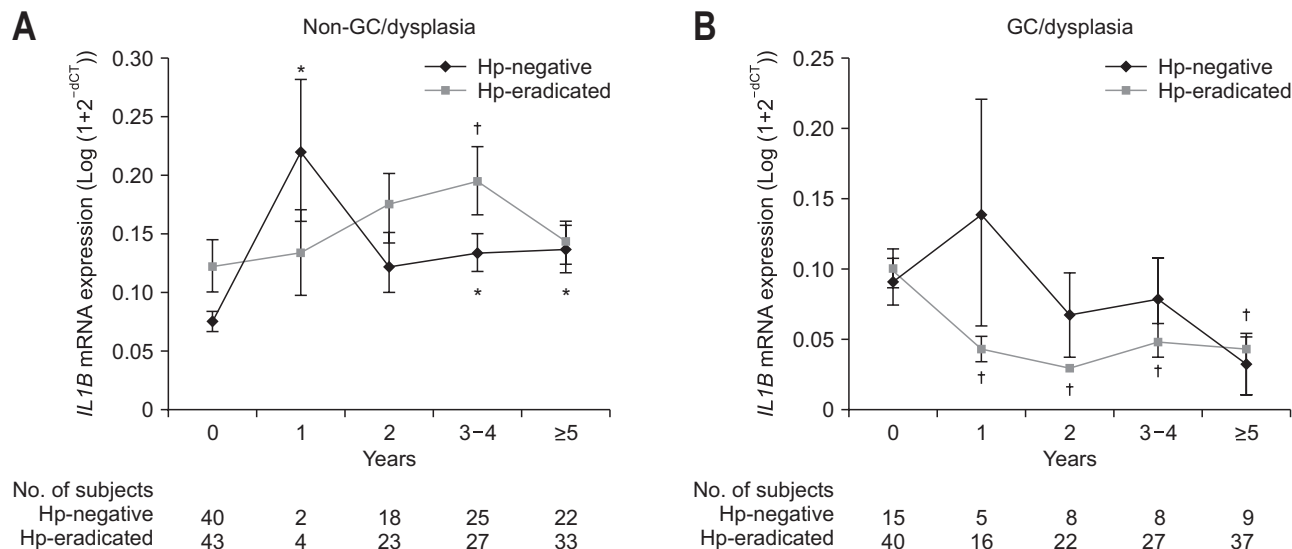 A
Non-GC/dysplasia
IL1B mRNA expression (Log (1+2−dCT))
0.30
0.25
0.20
0.15
0.10
0.05
0
Hp-negative
Hp-eradicated
*
†
*
*
0 1 2 3−4 ≥5
Years
No. of subjects
Hp-negative 40 2 18 25 22
Hp-eradicated 43 4 23 27 33
B
GC/dysplasia
IL1B mRNA expression (Log (1+2−dCT))
0.25
0.20
0.15
0.10
0.05
0
Hp-negative
Hp-eradicated
†
†
†
†
0 1 2 3−4 ≥5
Years
No. of subjects
Hp-negative 15 5 8 8 9
Hp-eradicated 40 16 22 27 37